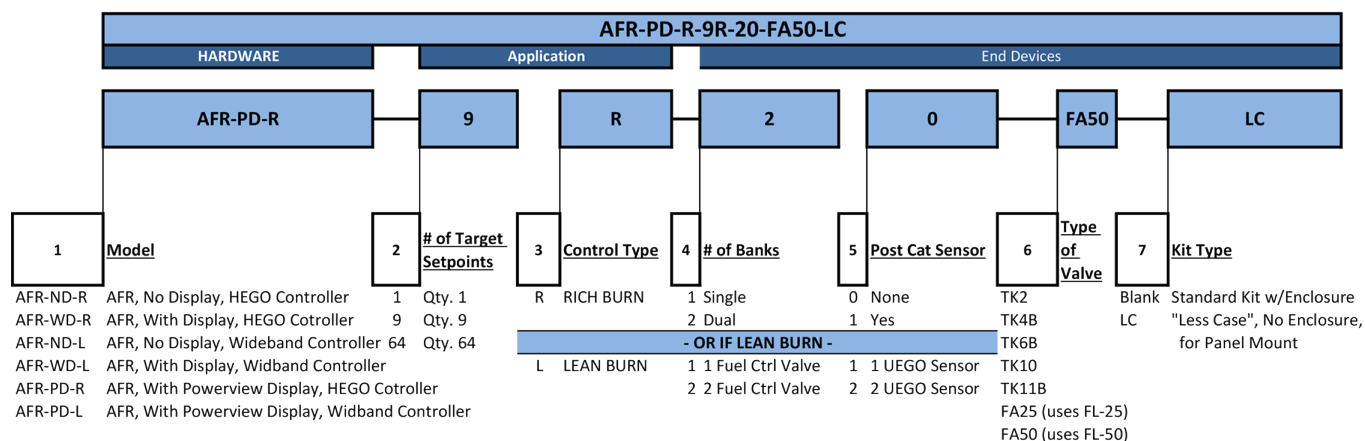 AFR-PD-R-9R-20-FA50-LC
HARDWARE Application End Devices
AFR-PD-R 9 R 2 0 FA50 LC
1 Model
AFR-ND-R AFR, No Display, HEGO Controller
AFR-WD-R AFR, With Display, HEGO Cotroller
AFR-ND-L AFR, No Display, Wideband Controller
AFR-WD-L AFR, With Display, Widband Controller
AFR-PD-R AFR, With Powerview Display, HEGO Cotroller
AFR-PD-L AFR, With Powerview Display, Widband Controller
2 # of Target
Setpoints
1 Qty. 1
9 Qty. 9
64 Qty. 64
3 Control Type
R RICH BURN
4 # of Banks
1 Single
2 Dual
5 Post Cat Sensor
0 None
1 Yes
- OR IF LEAN BURN -
L LEAN BURN
1 1 Fuel Ctrl Valve
2 2 Fuel Ctrl Valve
1 1 UEGO Sensor
2 2 UEGO Sensor
6 Type
of
Valve
TK2
TK4B
TK6B
TK10
TK11B
FA25 (uses FL-25)
FA50 (uses FL-50)
7 Kit Type
Blank Standard Kit w/Enclosure
LC "Less Case", No Enclosure,
for Panel Mount